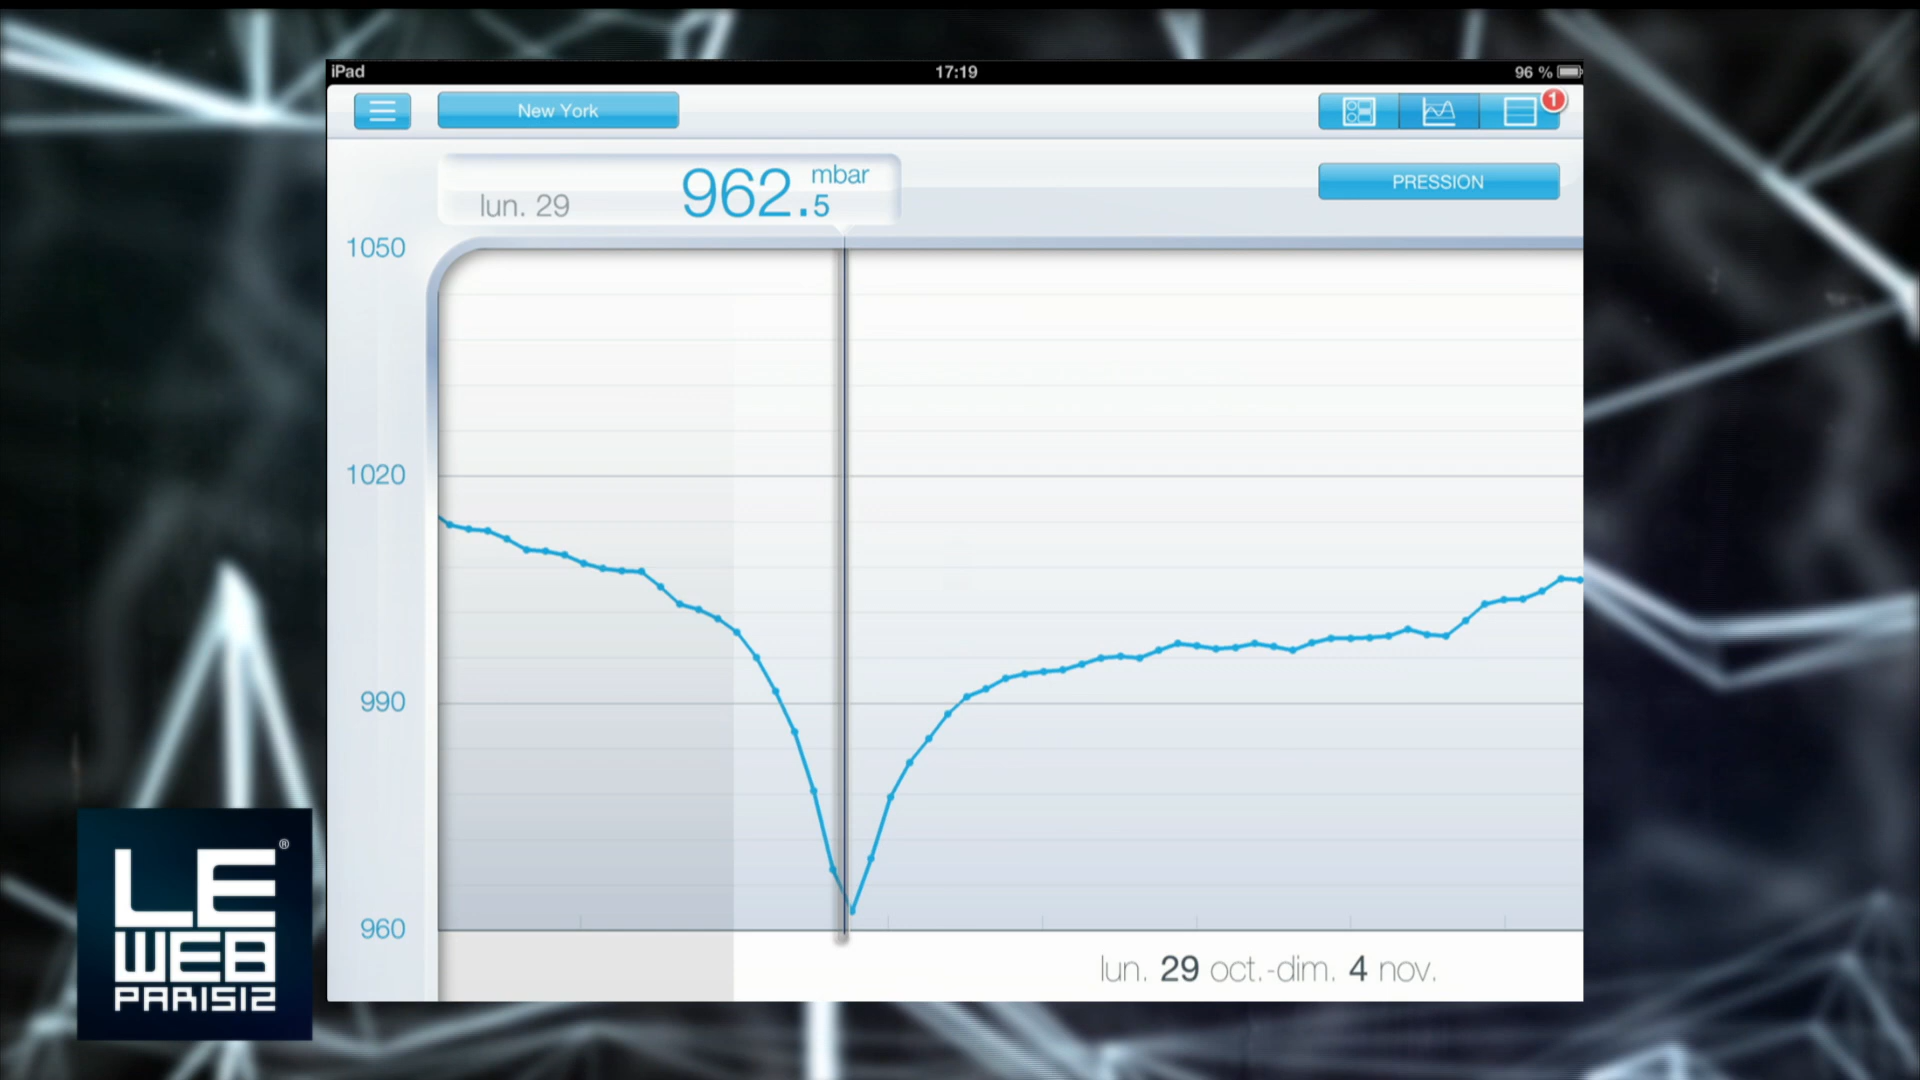 iPad 17:19 96 %
New York 1
lun. 29 962.5 mbar
PRESSION
1050
1020
990
960
lun. 29 oct.-dim. 4 nov.
LE ®
WEB
PARIS12